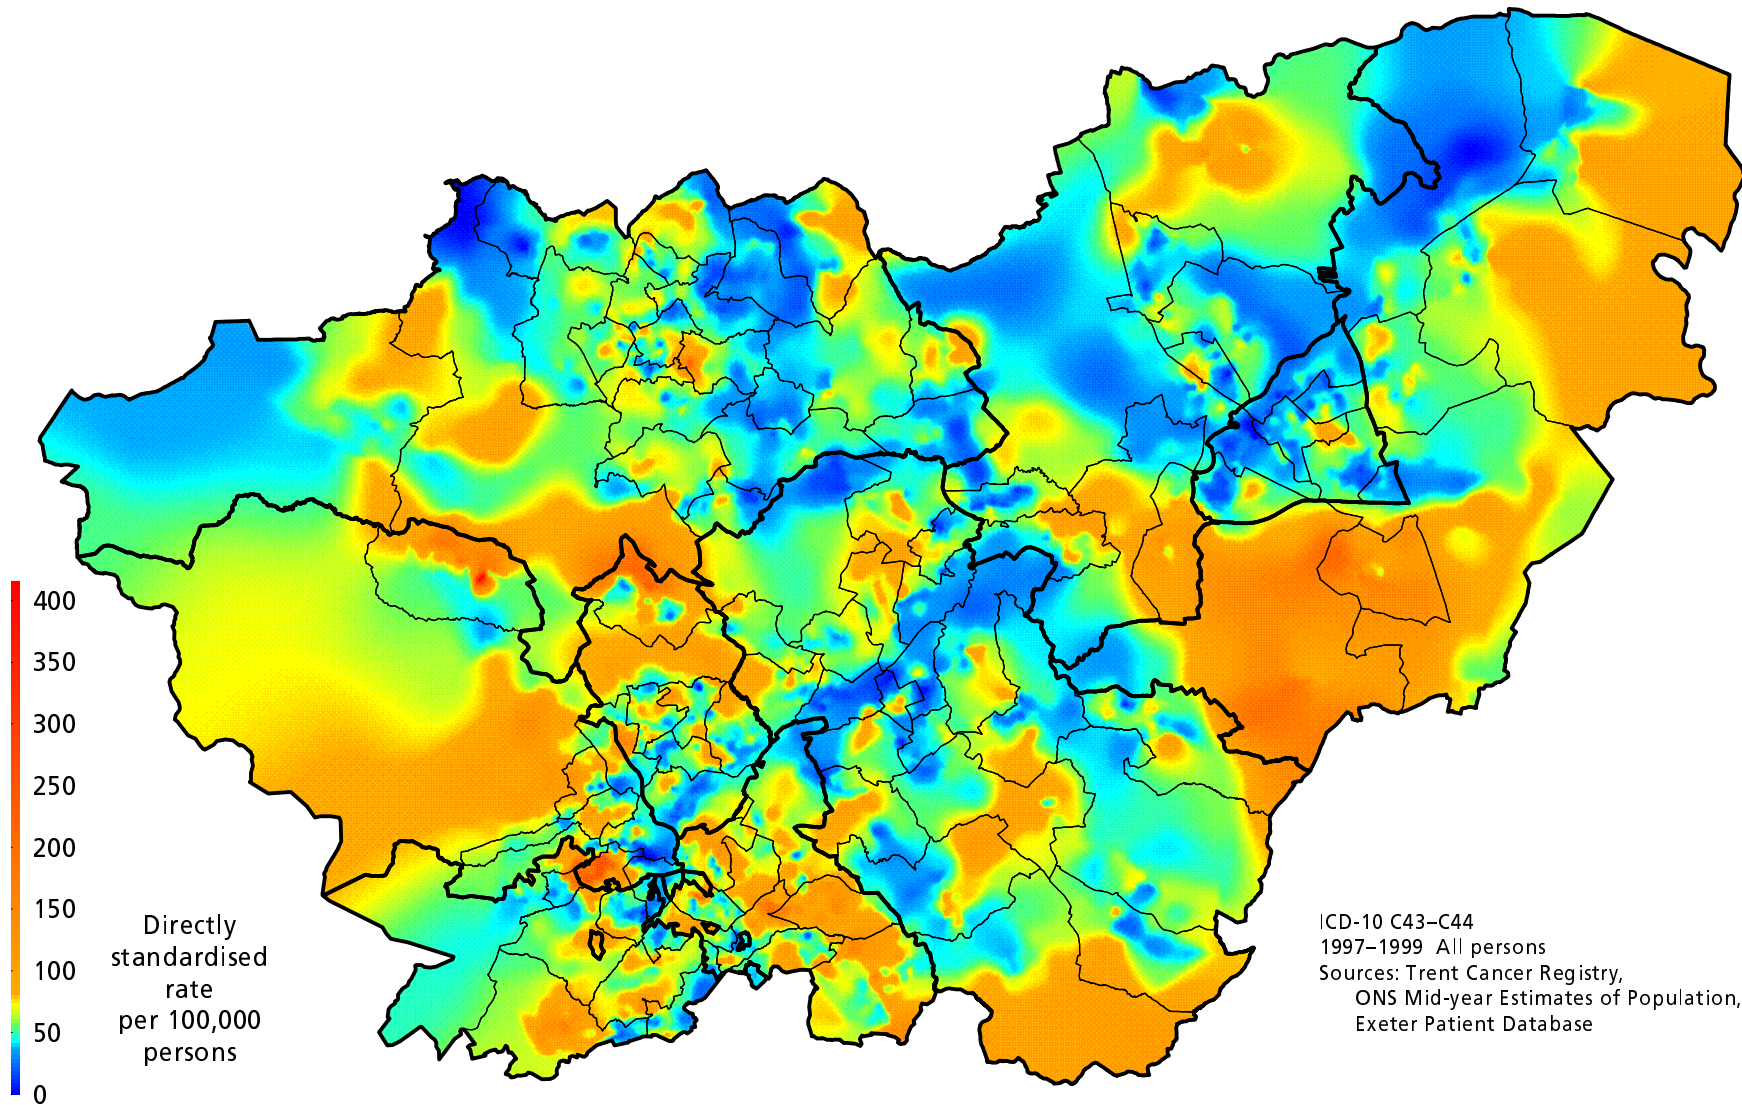 400
350
300
250
200
150
100
50
0
Directly
standardised
rate
per 100,000
persons
ICD-10 C43–C44
1997–1999 All persons
Sources: Trent Cancer Registry,
ONS Mid-year Estimates of Population,
Exeter Patient Database